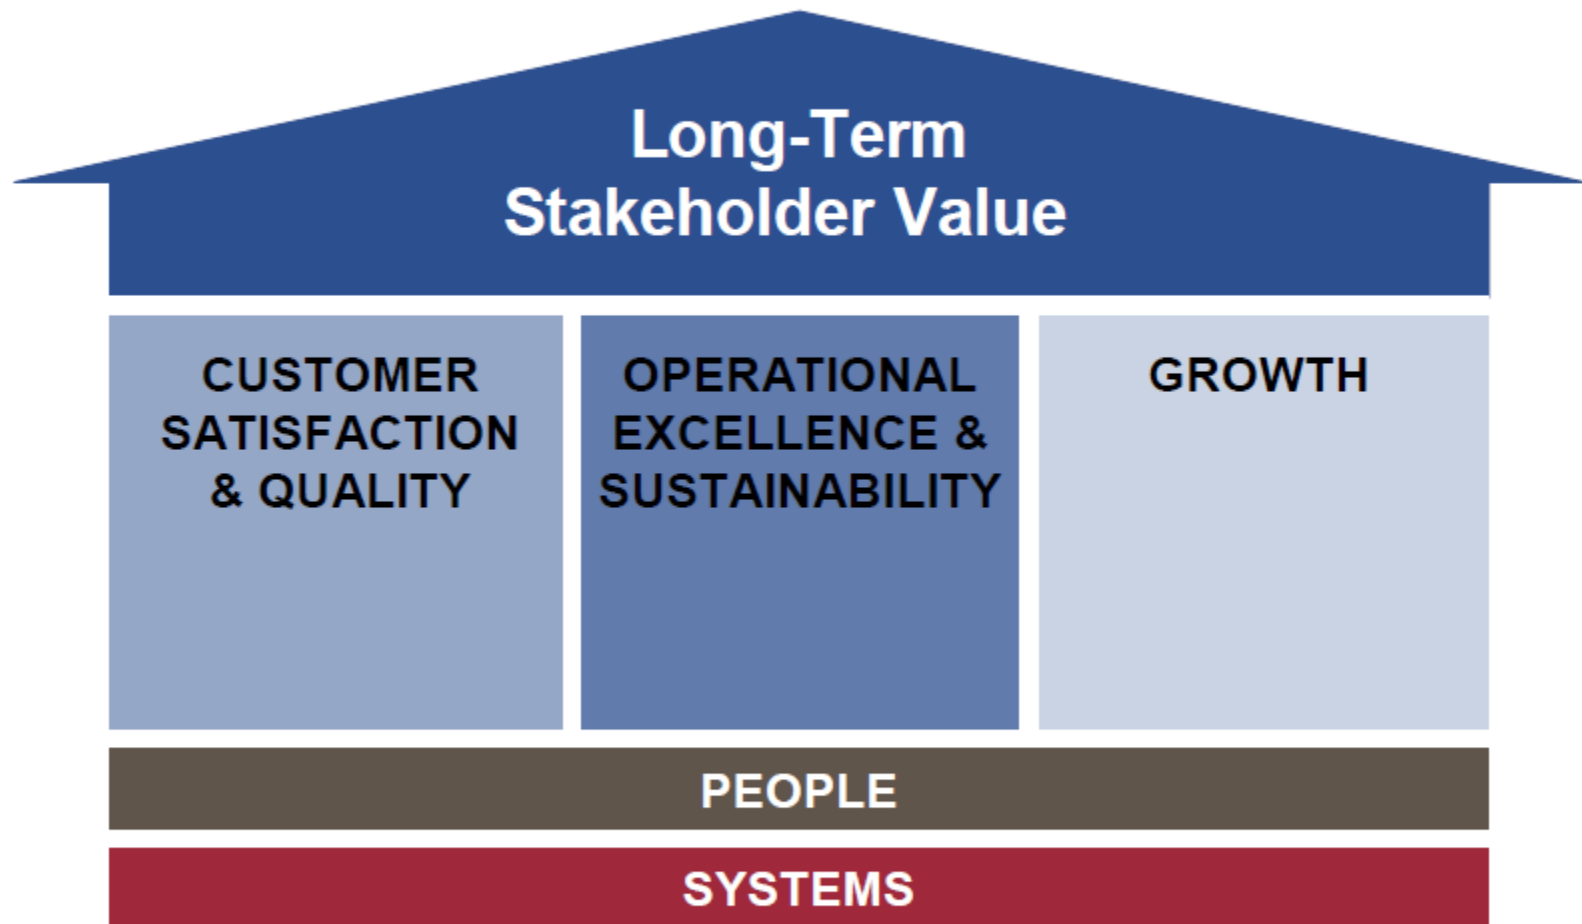 Long-Term
Stakeholder Value
CUSTOMER
SATISFACTION
& QUALITY
OPERATIONAL
EXCELLENCE &
SUSTAINABILITY
GROWTH
PEOPLE
SYSTEMS